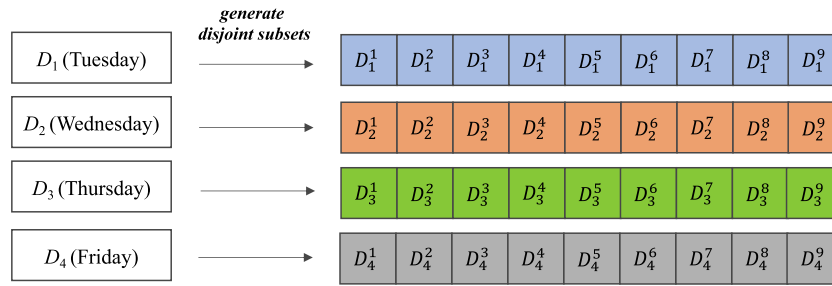 generate
disjoint subsets
D₁ (Tuesday) D₁¹ D₁² D₁³ D₁⁴ D₁⁵ D₁⁶ D₁⁷ D₁⁸ D₁⁹
D₂ (Wednesday) D₂¹ D₂² D₂³ D₂⁴ D₂⁵ D₂⁶ D₂⁷ D₂⁸ D₂⁹
D₃ (Thursday) D₃¹ D₃² D₃³ D₃⁴ D₃⁵ D₃⁶ D₃⁷ D₃⁸ D₃⁹
D₄ (Friday) D₄¹ D₄² D₄³ D₄⁴ D₄⁵ D₄⁶ D₄⁷ D₄⁸ D₄⁹